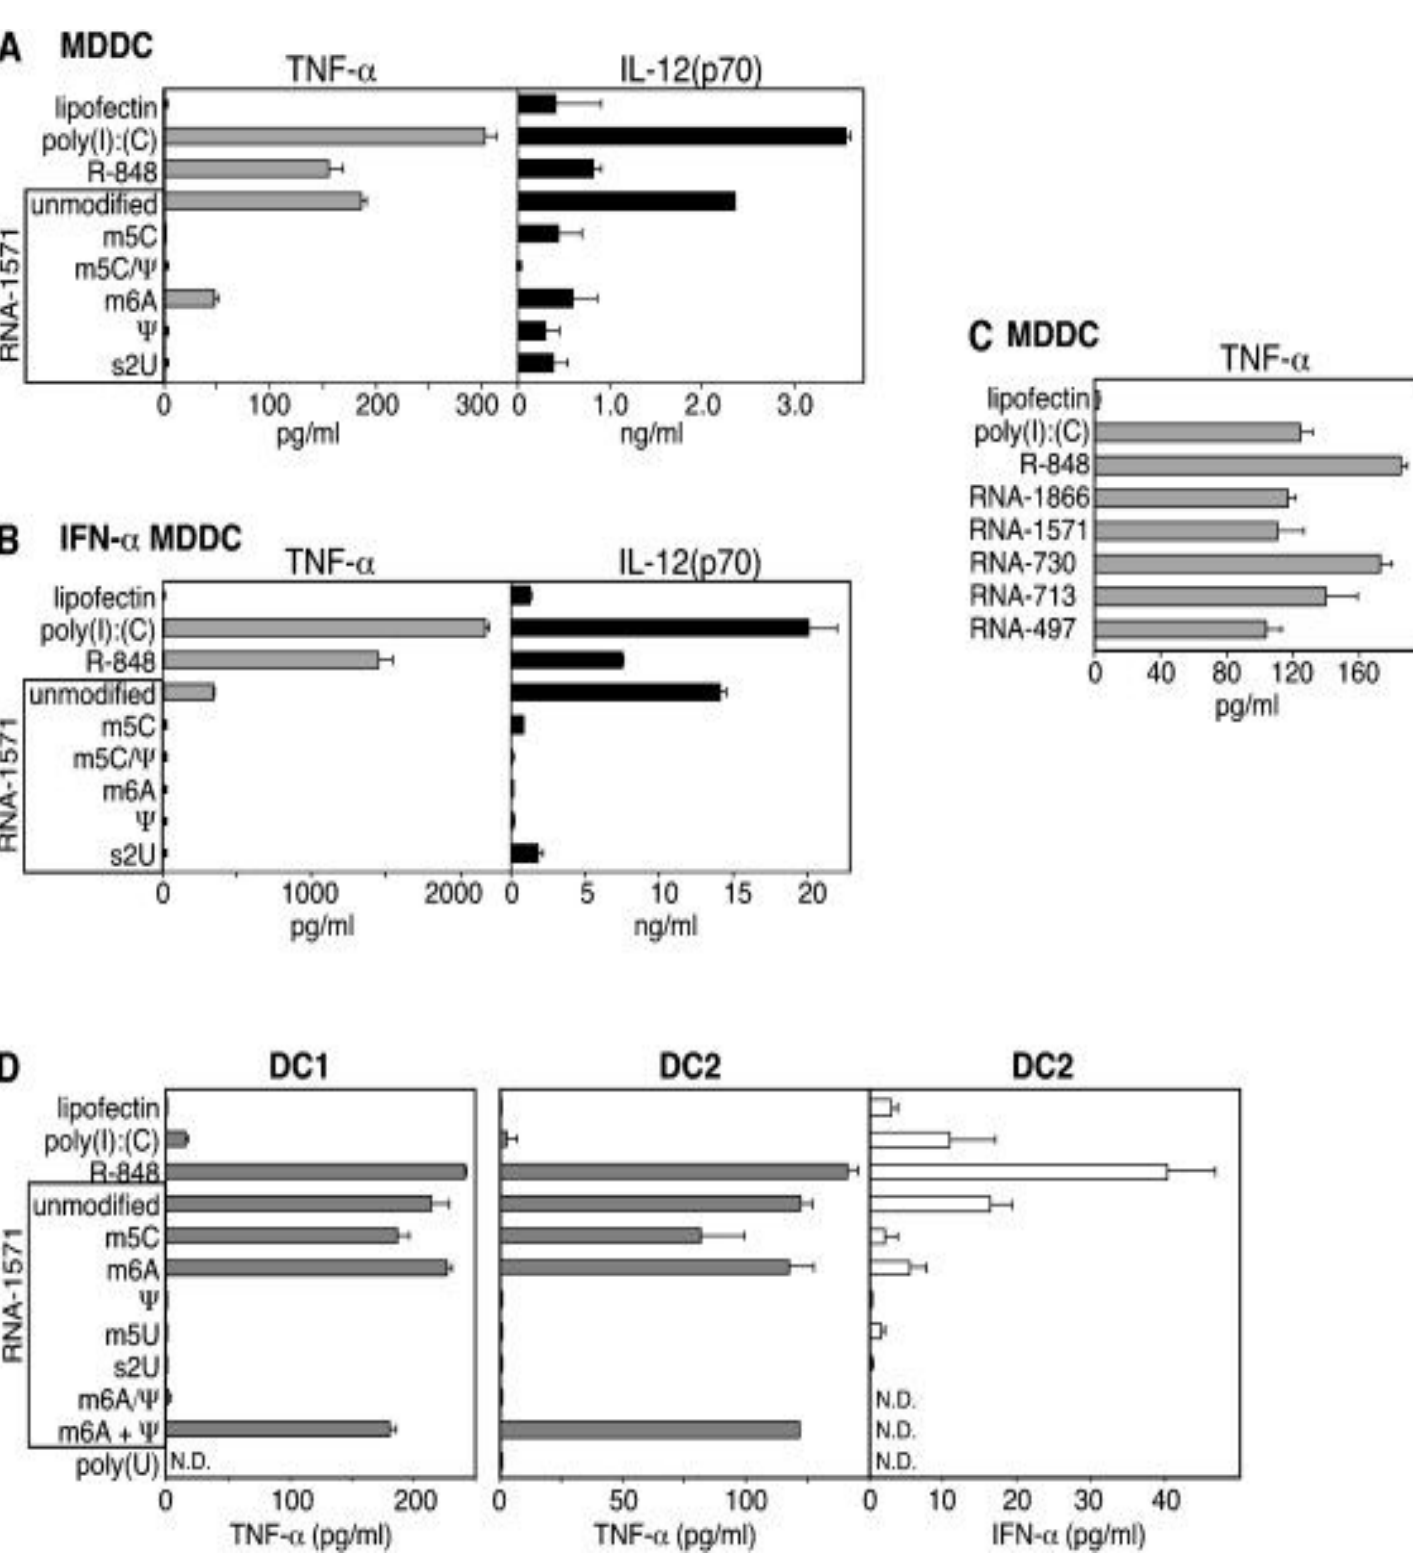 A MDDC
TNF-α IL-12(p70)
lipofectin
poly(I):(C)
R-848
unmodified
m5C
m5C/Ψ
m6A
Ψ
s2U
RNA-1571
0 100 200 300 0 1.0 2.0 3.0
pg/ml ng/ml
B IFN-α MDDC
TNF-α IL-12(p70)
lipofectin
poly(I):(C)
R-848
unmodified
m5C
m5C/Ψ
m6A
Ψ
s2U
RNA-1571
0 1000 2000 0 5 10 15 20
pg/ml ng/ml
C MDDC
TNF-α
lipofectin
poly(I):(C)
R-848
RNA-1866
RNA-1571
RNA-730
RNA-713
RNA-497
0 40 80 120 160
pg/ml
D DC1 DC2 DC2
lipofectin
poly(I):(C)
R-848
unmodified
m5C
m6A
Ψ
m5U
s2U
m6A/Ψ N.D.
m6A + Ψ N.D.
poly(U) N.D. N.D.
RNA-1571
0 100 200 0 50 100 0 10 20 30 40
TNF-α (pg/ml) TNF-α (pg/ml) IFN-α (pg/ml)